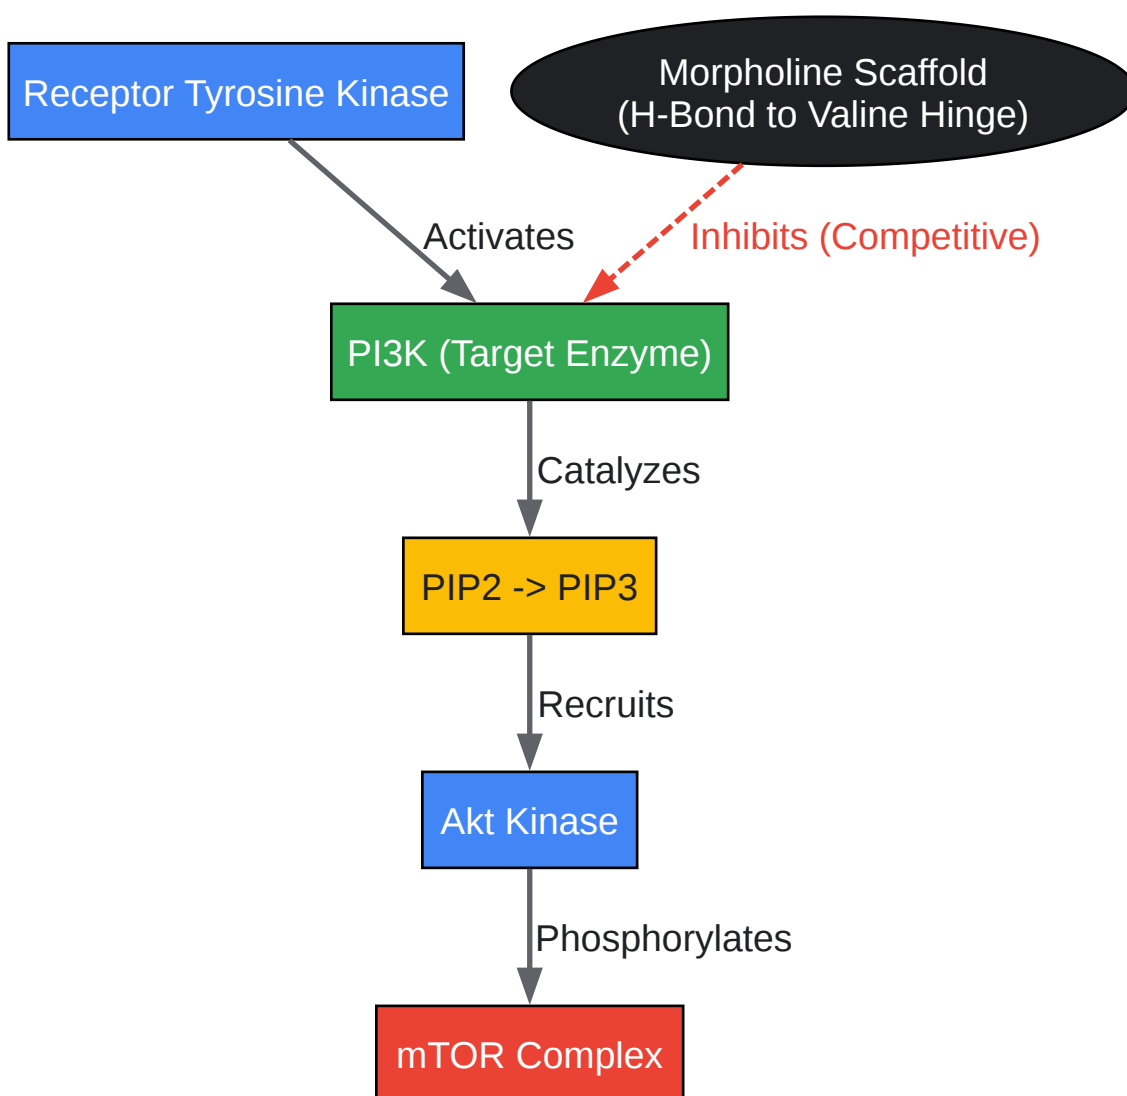 Receptor Tyrosine Kinase
Morpholine Scaffold
(H-Bond to Valine Hinge)
Activates
Inhibits (Competitive)
PI3K (Target Enzyme)
Catalyzes
PIP2 -> PIP3
Recruits
Akt Kinase
Phosphorylates
mTOR Complex